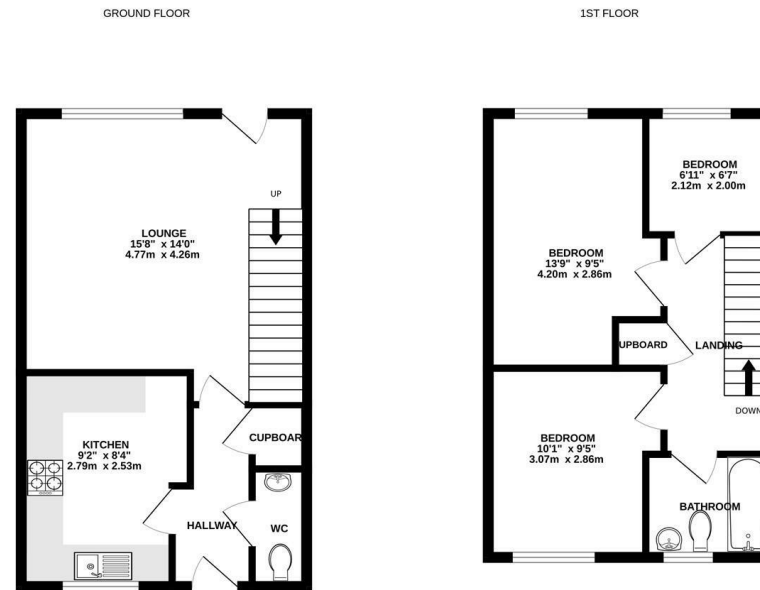 GROUND FLOOR
1ST FLOOR
UP
LOUNGE
15'8" x 14'0"
4.77m x 4.26m
KITCHEN
9'2" x 8'4"
2.79m x 2.53m
CUPBOAR
HALLWAY
WC
BEDROOM
6'11" x 6'7"
2.12m x 2.00m
BEDROOM
13'9" x 9'5"
4.20m x 2.86m
UPBOARD
LANDING
DOWN
BEDROOM
10'1" x 9'5"
3.07m x 2.86m
BATHROOM